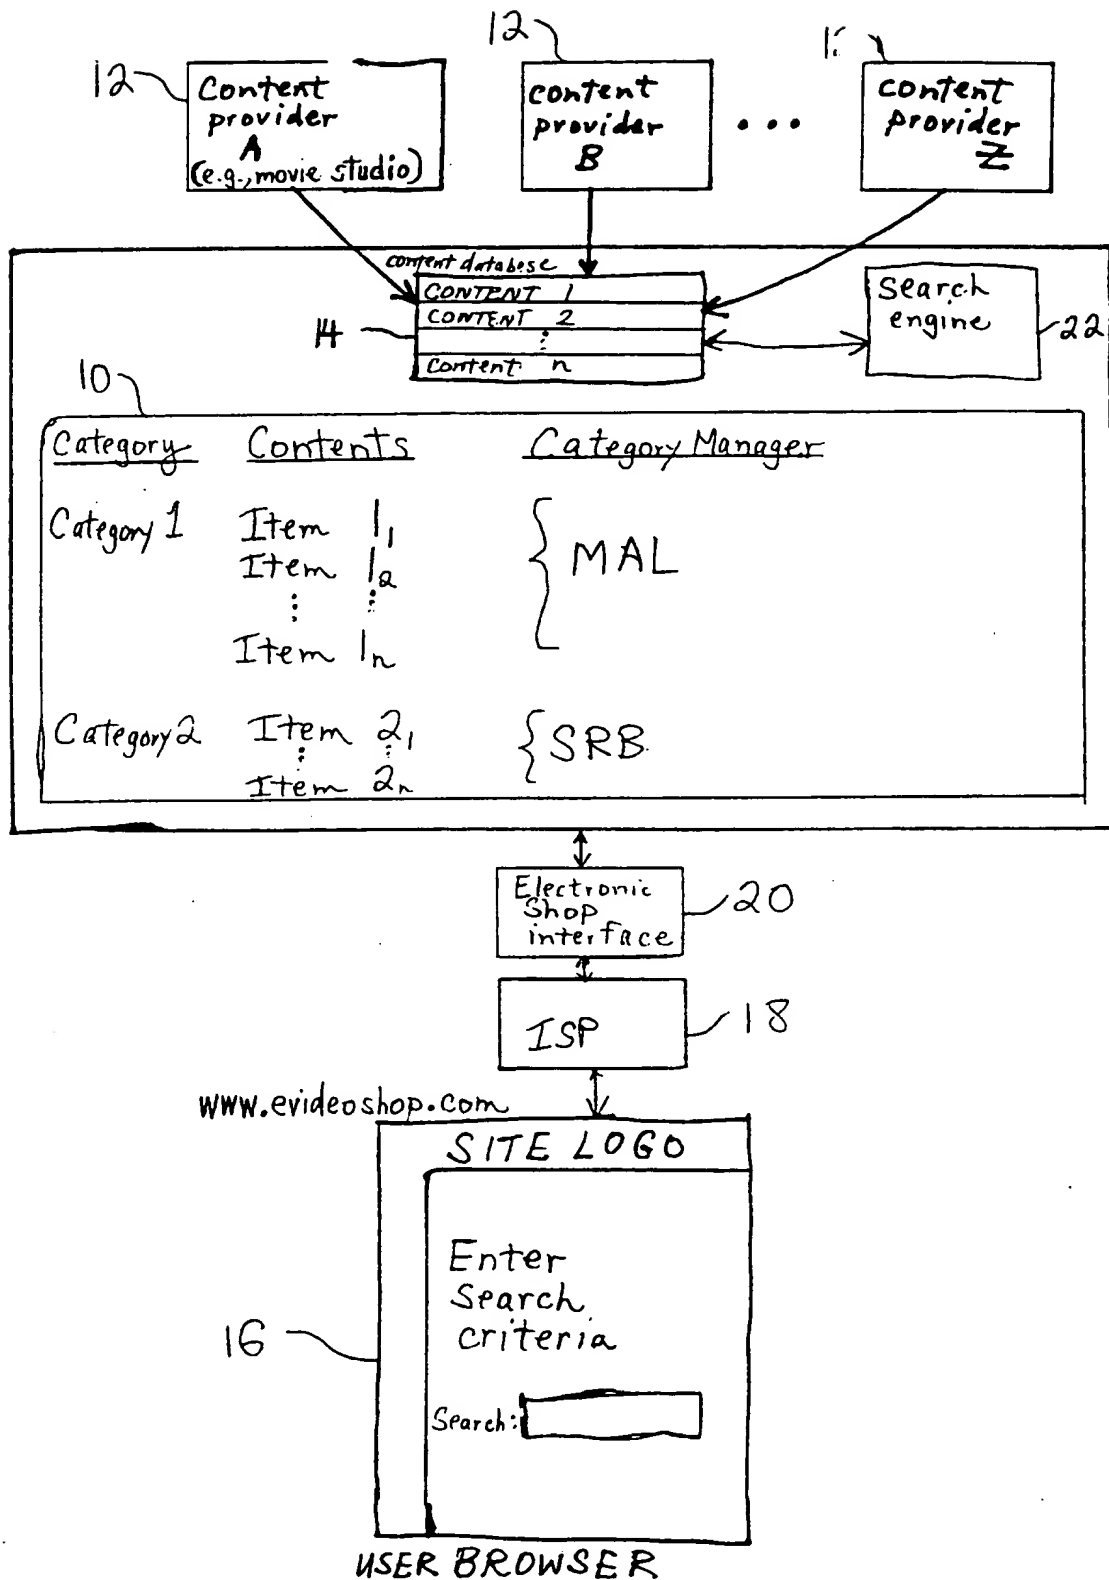 12
12
Content provider A (e.g., movie studio)
content provider B
• • •
content provider Z
content database
CONTENT 1
CONTENT 2
⋮
Content n
14
Search engine
22
10
Category Contents Category Manager
Category 1 Item 1₁ { MAL
Item 1₂
⋮ ⋮
Item 1ₙ
Category 2 Item 2₁ { SRB
⋮ ⋮
Item 2ₙ
Electronic
Shop
interface
20
ISP
18
www.evideoshop.com
SITE LOGO
Enter
Search
criteria
16
Search:
USER BROWSER